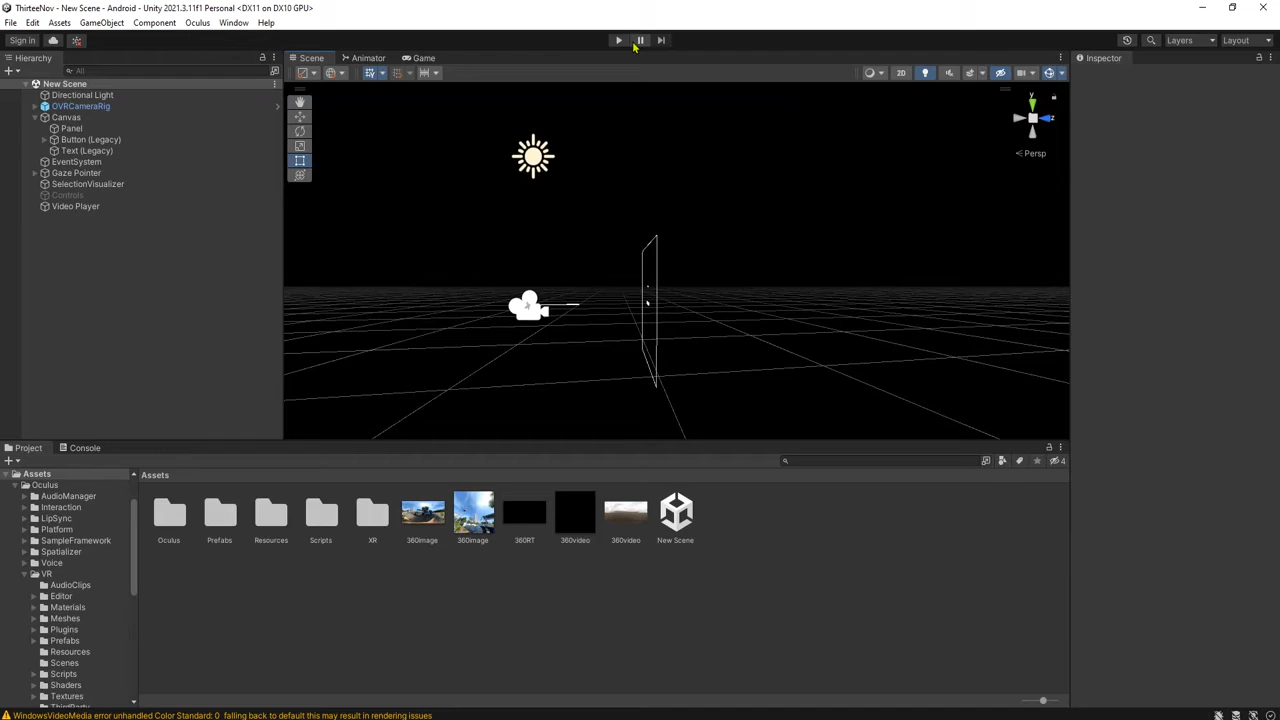 ThirteeNov - New Scene - Android - Unity 2021.3.11f1 Personal <DX11 on DX10 GPU>
File Edit Assets GameObject Component Oculus Window Help
Sign in Layers Layout
Hierarchy Scene Animator Game Inspector
All 2D
New Scene
Directional Light
OVRCameraRig
Canvas
Panel
Button (Legacy)
Text (Legacy)
EventSystem
Gaze Pointer
SelectionVisualizer
Controls
Video Player
y
z
Persp
Project Console
4
Assets Assets
Oculus
AudioManager
Interaction
LipSync
Platform
SampleFramework
Spatializer
Voice
VR
AudioClips
Editor
Materials
Meshes
Plugins
Prefabs
Resources
Scenes
Scripts
Shaders
Textures
ThirdParty
Oculus Prefabs Resources Scripts XR 360image 360image 360RT 360video 360video New Scene
WindowsVideoMedia error unhandled Color Standard: 0 falling back to default this may result in rendering issues